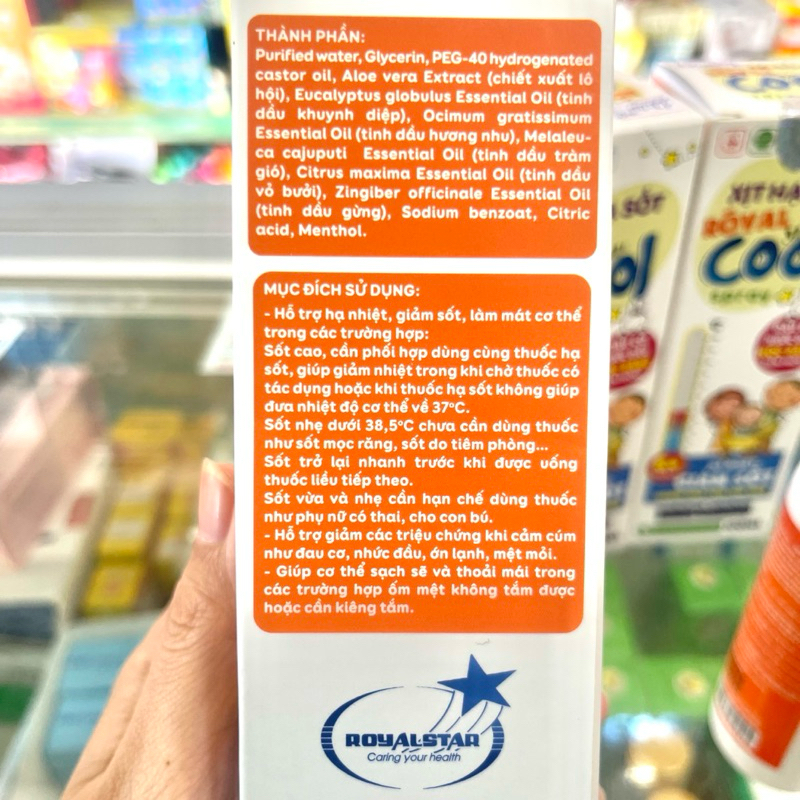 THÀNH PHẦN:
Purified water, Glycerin, PEG-40 hydrogenated
castor oil, Aloe vera Extract (chiết xuất lô
hội), Eucalyptus globulus Essential Oil (tinh
dầu khuynh diệp), Ocimum gratissimum
Essential Oil (tinh dầu hương nhu), Melaleu-
ca cajuputi Essential Oil (tinh dầu tràm
gió), Citrus maxima Essential Oil (tinh dầu
vỏ bưởi), Zingiber officinale Essential Oil
(tinh dầu gừng), Sodium benzoat, Citric
acid, Menthol.
MỤC ĐÍCH SỬ DỤNG:
- Hỗ trợ hạ nhiệt, giảm sốt, làm mát cơ thể
trong các trường hợp:
Sốt cao, cần phối hợp dùng cùng thuốc hạ
sốt, giúp giảm nhiệt trong khi chờ thuốc có
tác dụng hoặc khi thuốc hạ sốt không giúp
đưa nhiệt độ cơ thể về 37°C.
Sốt nhẹ dưới 38,5°C chưa cần dùng thuốc
như sốt mọc răng, sốt do tiêm phòng...
Sốt trở lại nhanh trước khi được uống
thuốc liều tiếp theo.
Sốt vừa và nhẹ cần hạn chế dùng thuốc
như phụ nữ có thai, cho con bú.
- Hỗ trợ giảm các triệu chứng khi cảm cúm
như đau cơ, nhức đầu, ớn lạnh, mệt mỏi.
- Giúp cơ thể sạch sẽ và thoải mái trong
các trường hợp ốm mệt không tắm được
hoặc cần kiêng tắm.
ROYALSTAR
Caring your health
SỐT
XỊT HẠ
ROYAL
COO